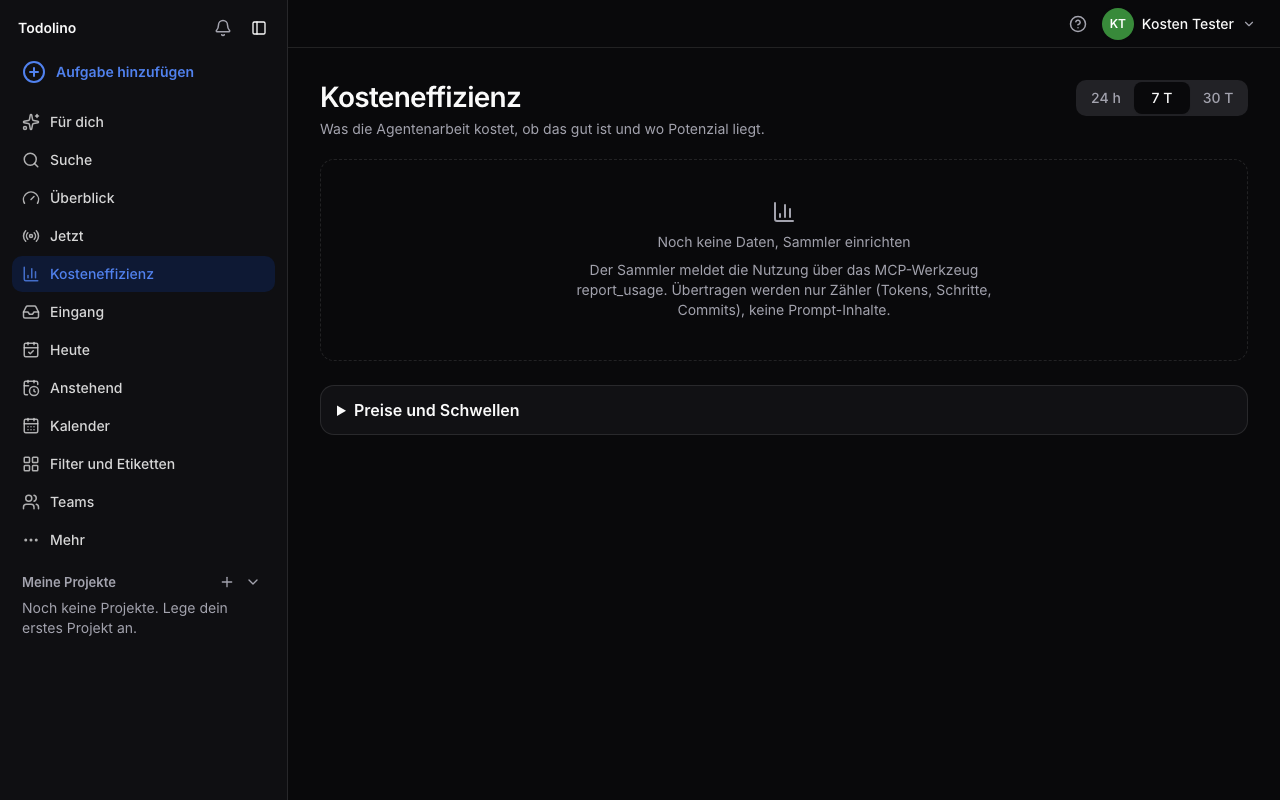 Todolino
Aufgabe hinzufügen
Für dich
Suche
Überblick
Jetzt
Kosteneffizienz
Eingang
Heute
Anstehend
Kalender
Filter und Etiketten
Teams
Mehr
Meine Projekte
Noch keine Projekte. Lege dein
erstes Projekt an.
KT Kosten Tester
Kosteneffizienz
Was die Agentenarbeit kostet, ob das gut ist und wo Potenzial liegt.
24 h 7 T 30 T
Noch keine Daten, Sammler einrichten
Der Sammler meldet die Nutzung über das MCP-Werkzeug
report_usage. Übertragen werden nur Zähler (Tokens, Schritte,
Commits), keine Prompt-Inhalte.
Preise und Schwellen